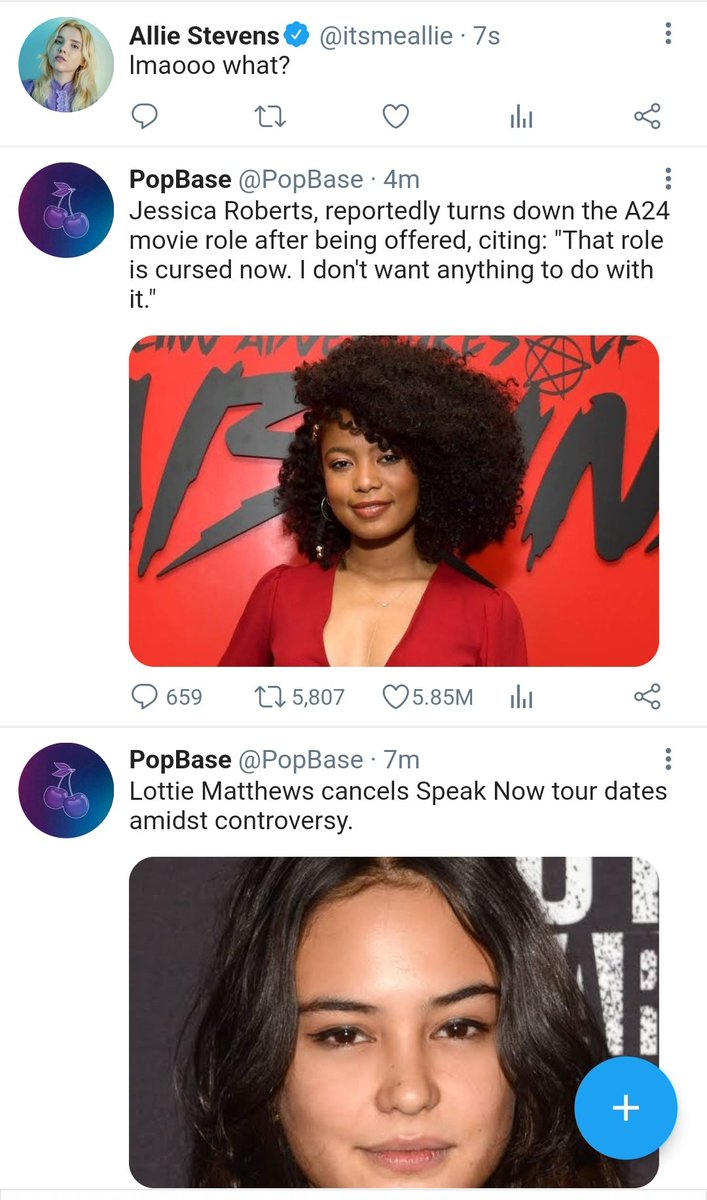 Allie Stevens @itsmeallie · 7s
lmaooo what?
PopBase @PopBase · 4m
Jessica Roberts, reportedly turns down the A24
movie role after being offered, citing: "That role
is cursed now. I don't want anything to do with
it."
659 5,807 5.85M
PopBase @PopBase · 7m
Lottie Matthews cancels Speak Now tour dates
amidst controversy.